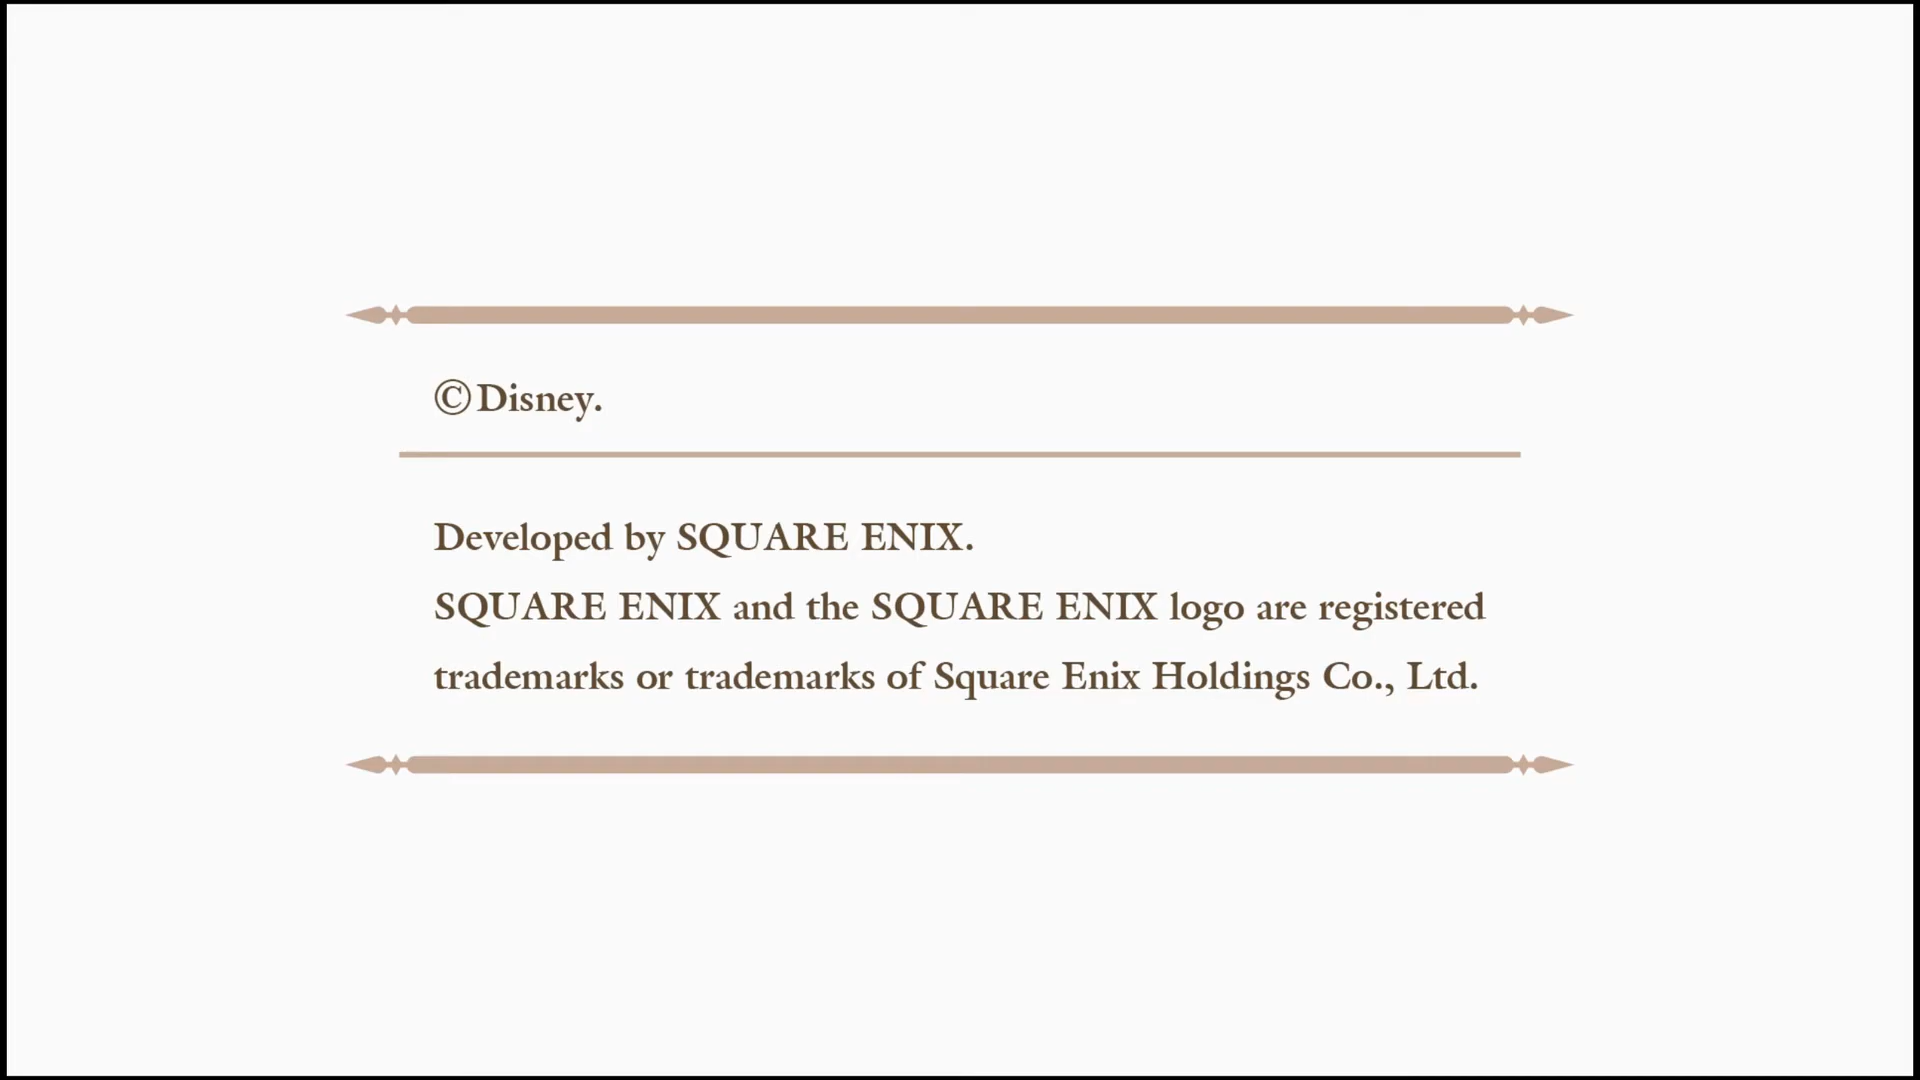 ©Disney.
Developed by SQUARE ENIX.
SQUARE ENIX and the SQUARE ENIX logo are registered
trademarks or trademarks of Square Enix Holdings Co., Ltd.